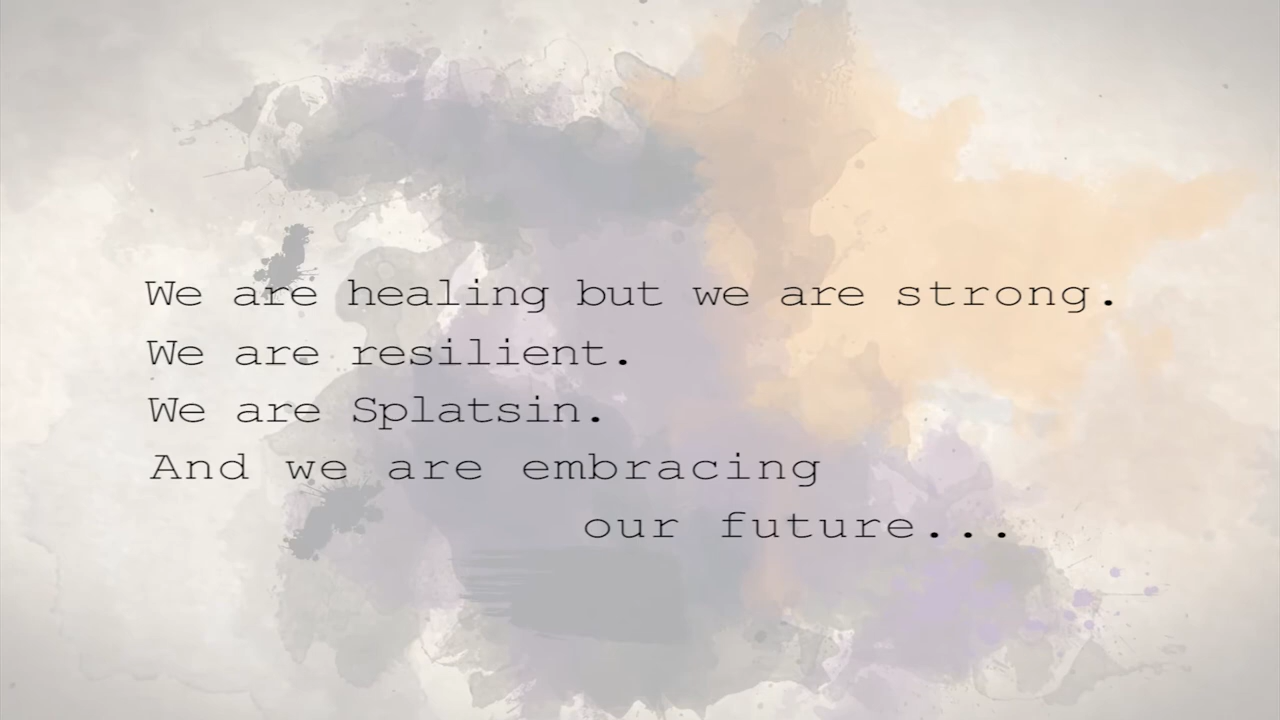 We are healing but we are strong.
We are resilient.
We are Splatsin.
And we are embracing
our future...